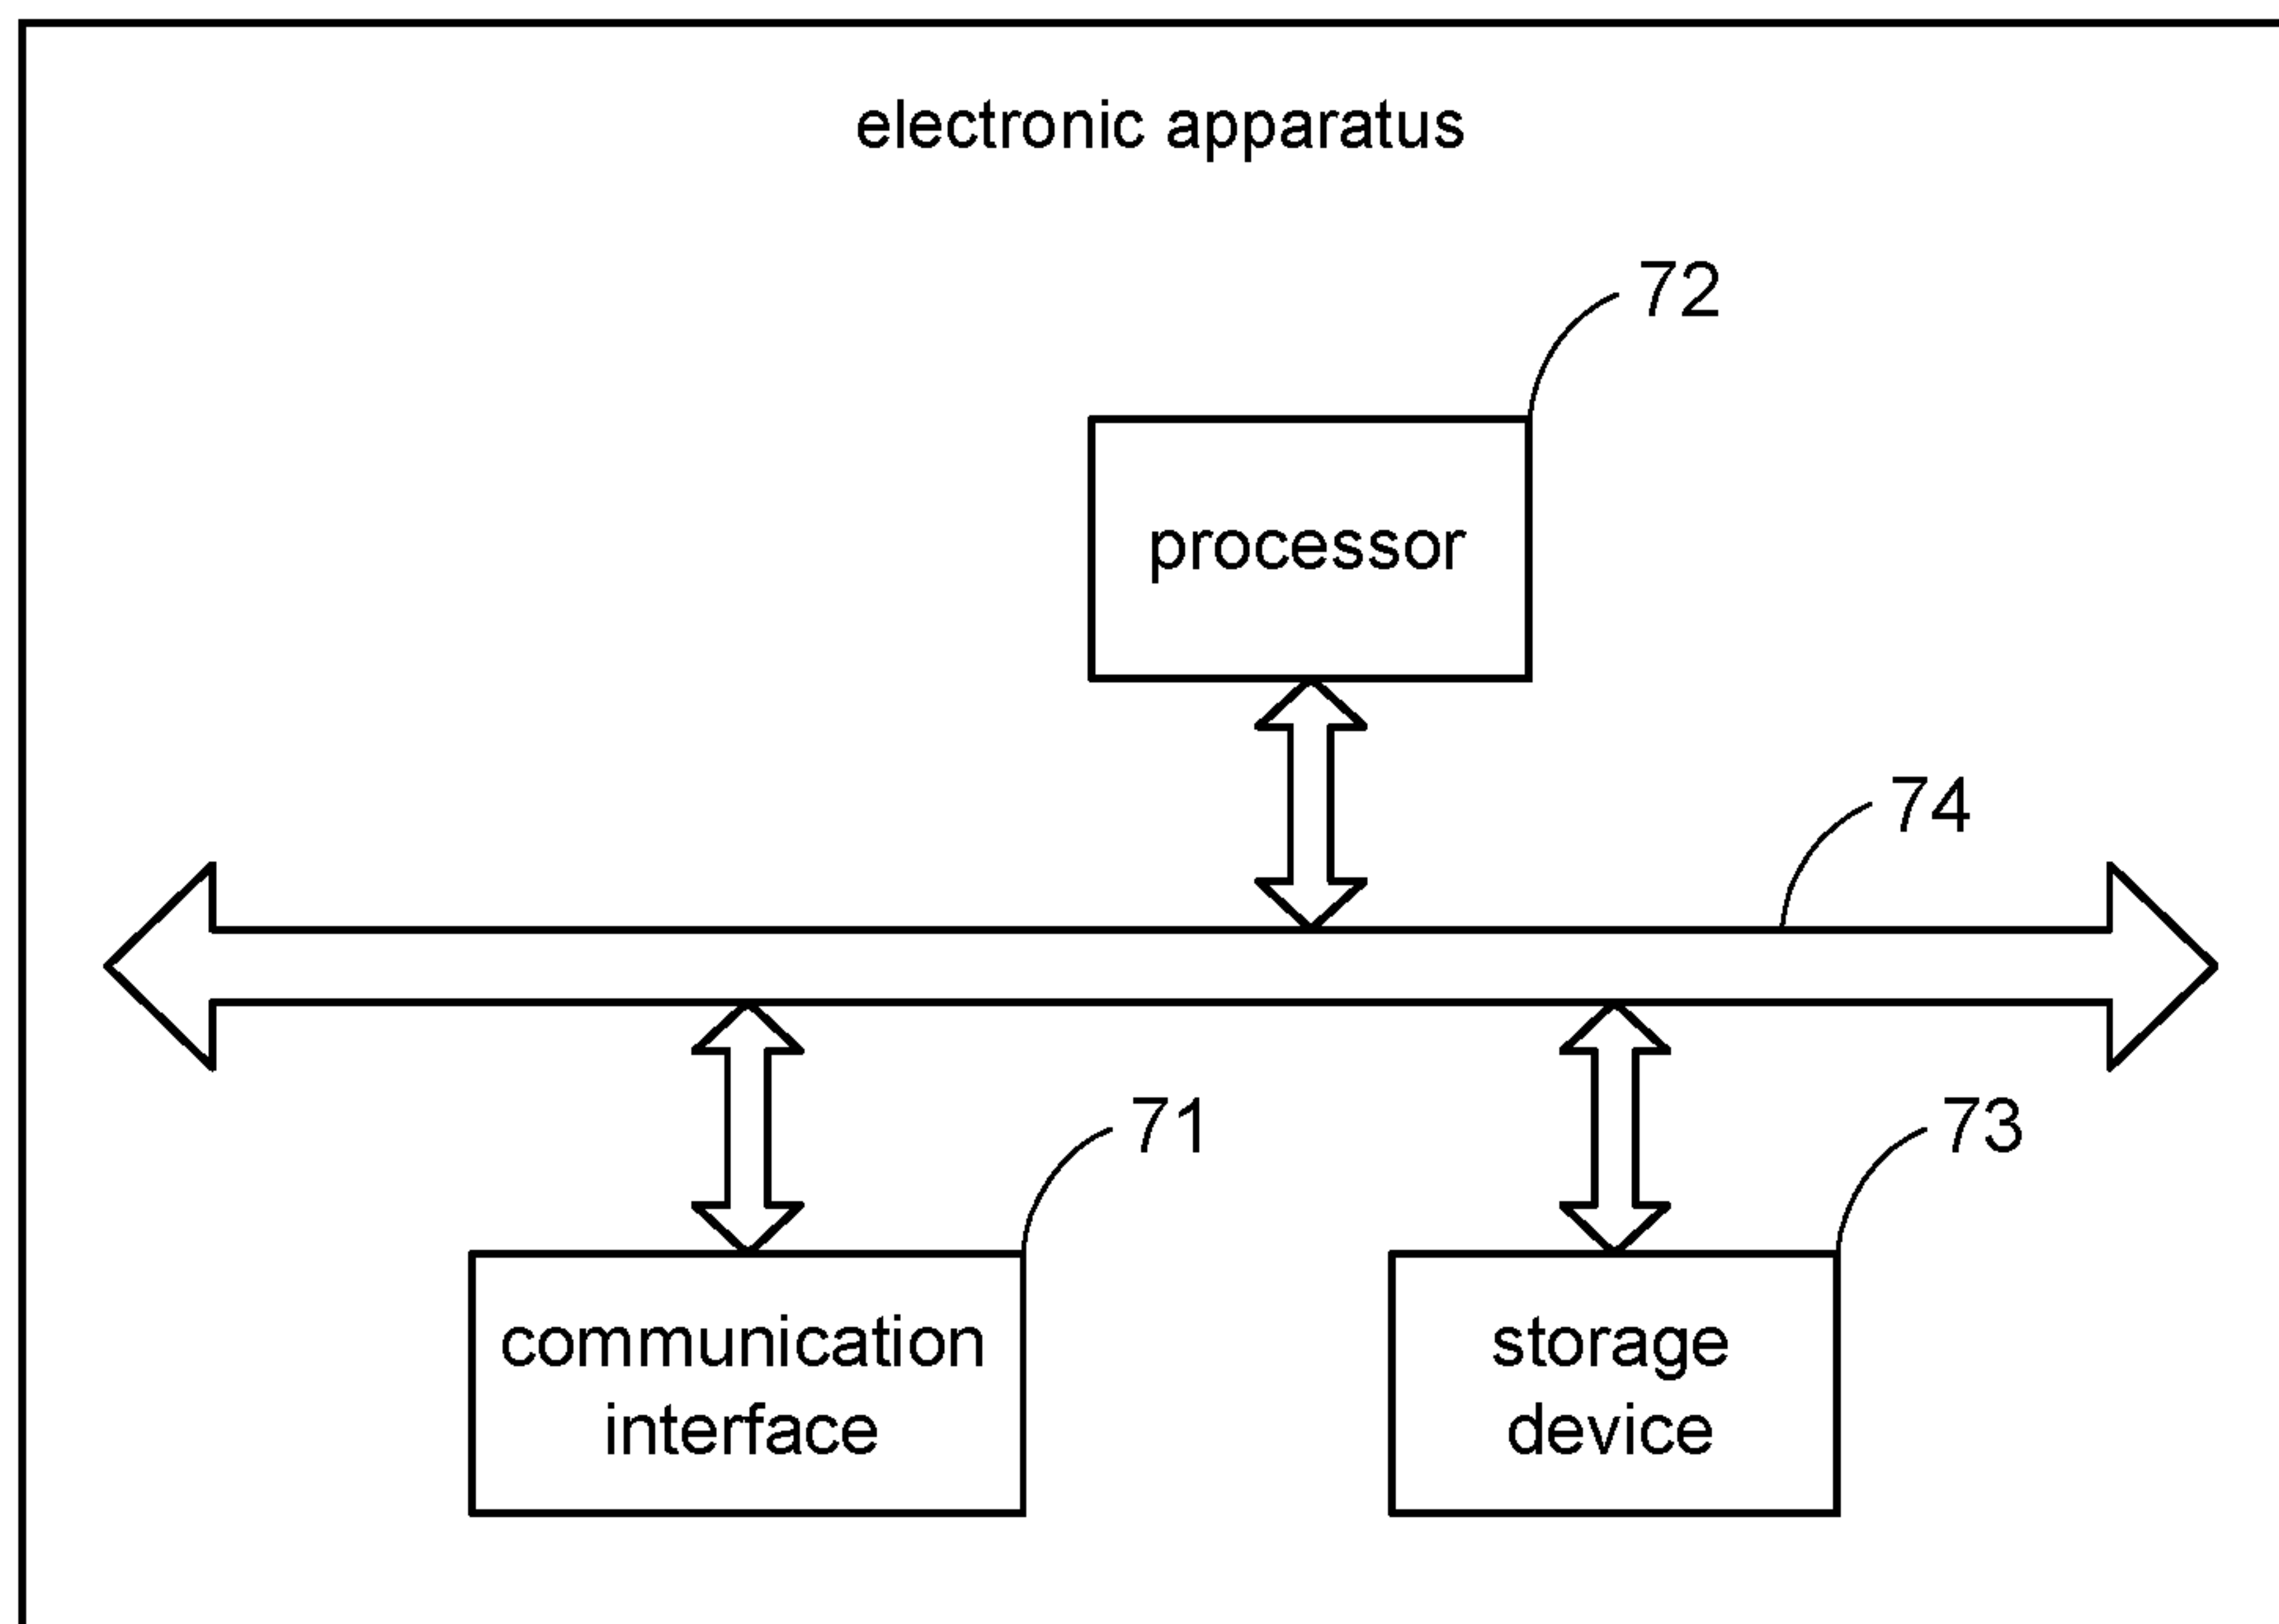 electronic apparatus
72
processor
74
71
73
communication
interface
storage
device